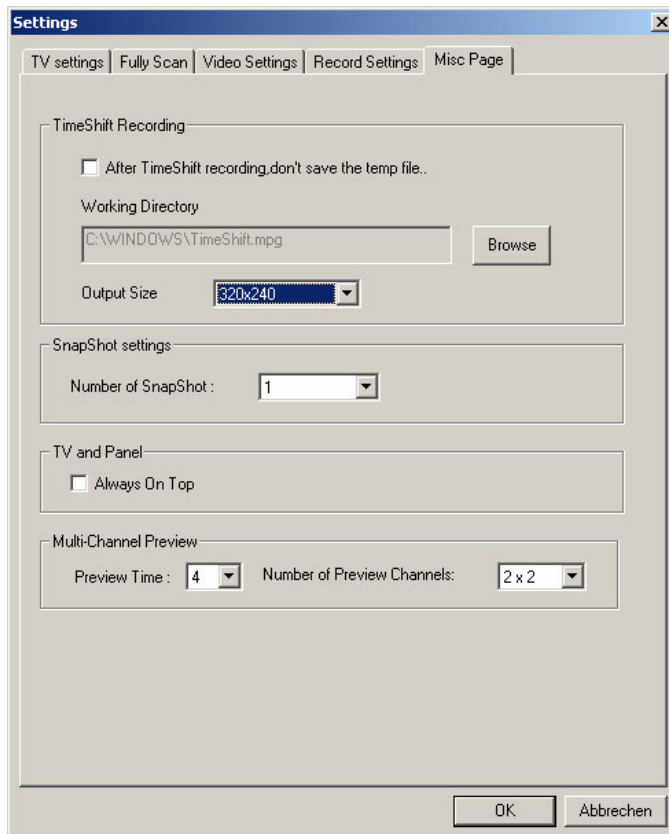 Settings
TV settings Fully Scan Video Settings Record Settings Misc Page
TimeShift Recording
After TimeShift recording,don't save the temp file..
Working Directory
C:\WINDOWS\TimeShift.mpg Browse
Output Size 320x240
SnapShot settings
Number of SnapShot : 1
TV and Panel
Always On Top
Multi-Channel Preview
Preview Time : 4 Number of Preview Channels: 2 x 2
OK Abbrechen